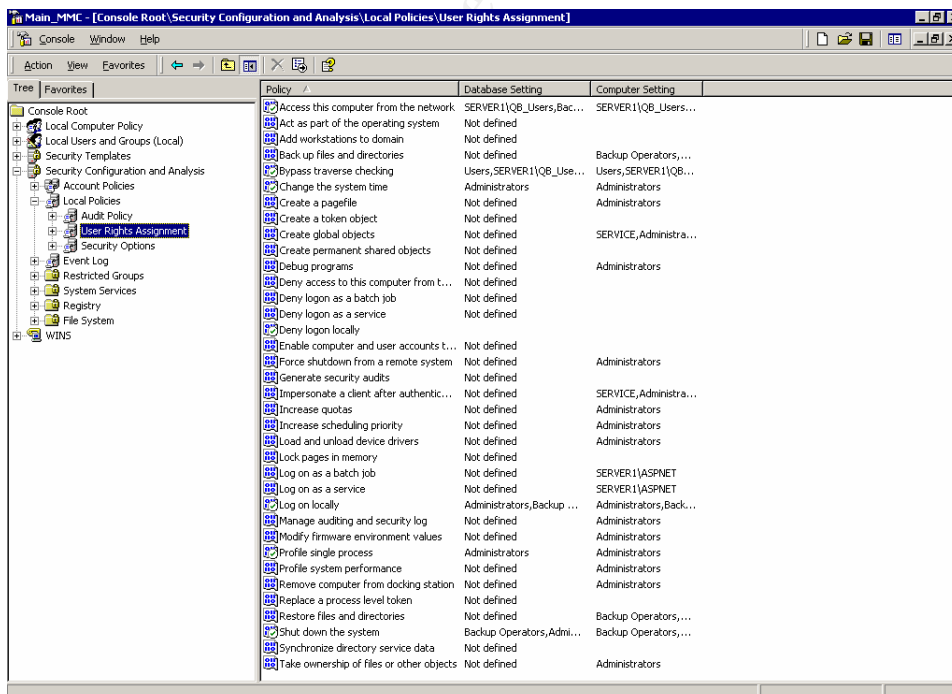 Main_MMC - [Console Root\Security Configuration and Analysis\Local Policies\User Rights Assignment]
Console Window Help
Action View Favorites
Tree Favorites
Policy Database Setting Computer Setting
Console Root
Local Computer Policy
Local Users and Groups (Local)
Security Templates
Security Configuration and Analysis
Account Policies
Local Policies
Audit Policy
User Rights Assignment
Security Options
Event Log
Restricted Groups
System Services
Registry
File System
WINS
Access this computer from the network SERVER1\QB_Users,Bac... SERVER1\QB_Users...
Act as part of the operating system Not defined
Add workstations to domain Not defined
Back up files and directories Not defined Backup Operators,...
Bypass traverse checking Users,SERVER1\QB_Use... Users,SERVER1\QB...
Change the system time Administrators Administrators
Create a pagefile Not defined Administrators
Create a token object Not defined
Create global objects Not defined SERVICE,Administra...
Create permanent shared objects Not defined
Debug programs Not defined Administrators
Deny access to this computer from t... Not defined
Deny logon as a batch job Not defined
Deny logon as a service Not defined
Deny logon locally
Enable computer and user accounts t... Not defined
Force shutdown from a remote system Not defined Administrators
Generate security audits Not defined
Impersonate a client after authentic... Not defined SERVICE,Administra...
Increase quotas Not defined Administrators
Increase scheduling priority Not defined Administrators
Load and unload device drivers Not defined Administrators
Lock pages in memory Not defined
Log on as a batch job Not defined SERVER1\ASPNET
Log on as a service Not defined SERVER1\ASPNET
Log on locally Administrators,Backup ... Administrators,Back...
Manage auditing and security log Not defined Administrators
Modify firmware environment values Not defined Administrators
Profile single process Administrators Administrators
Profile system performance Not defined Administrators
Remove computer from docking station Not defined Administrators
Replace a process level token Not defined
Restore files and directories Not defined Backup Operators,...
Shut down the system Backup Operators,Admi... Backup Operators,...
Synchronize directory service data Not defined
Take ownership of files or other objects Not defined Administrators